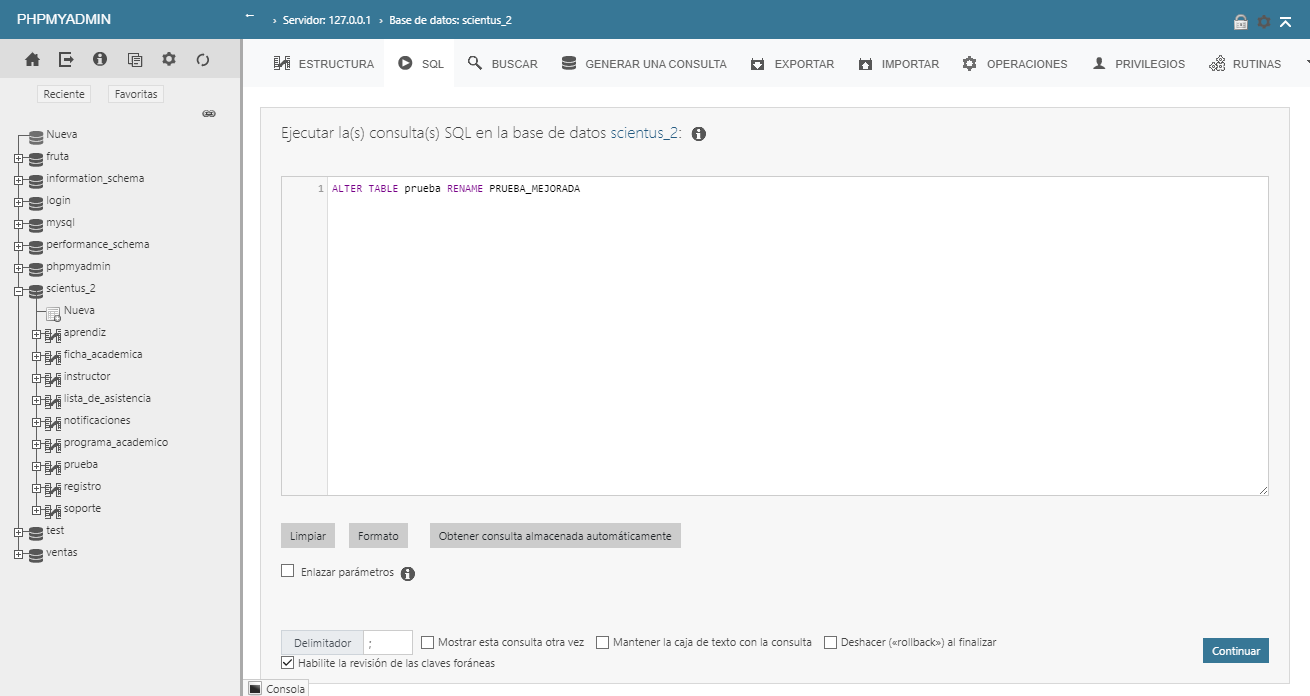 PHPMYADMIN
← › Servidor: 127.0.0.1 › Base de datos: scientus_2
Reciente Favoritas
Nueva
fruta
information_schema
login
mysql
performance_schema
phpmyadmin
scientus_2
Nueva
aprendiz
ficha_academica
instructor
lista_de_asistencia
notificaciones
programa_academico
prueba
registro
soporte
test
ventas
ESTRUCTURA SQL BUSCAR GENERAR UNA CONSULTA EXPORTAR IMPORTAR OPERACIONES PRIVILEGIOS RUTINAS
Ejecutar la(s) consulta(s) SQL en la base de datos scientus_2:
1 ALTER TABLE prueba RENAME PRUEBA_MEJORADA
Limpiar Formato Obtener consulta almacenada automáticamente
Enlazar parámetros
Delimitador ; Mostrar esta consulta otra vez Mantener la caja de texto con la consulta Deshacer («rollback») al finalizar
Habilite la revisión de las claves foráneas
Continuar
Consola